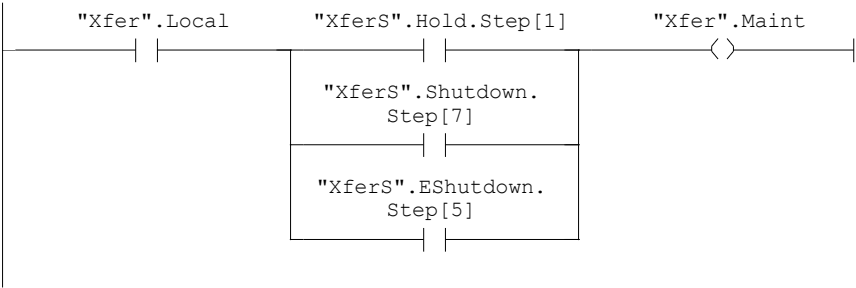 "Xfer".Local
"XferS".Hold.Step[1]
"Xfer".Maint
"XferS".Shutdown.
Step[7]
"XferS".EShutdown.
Step[5]